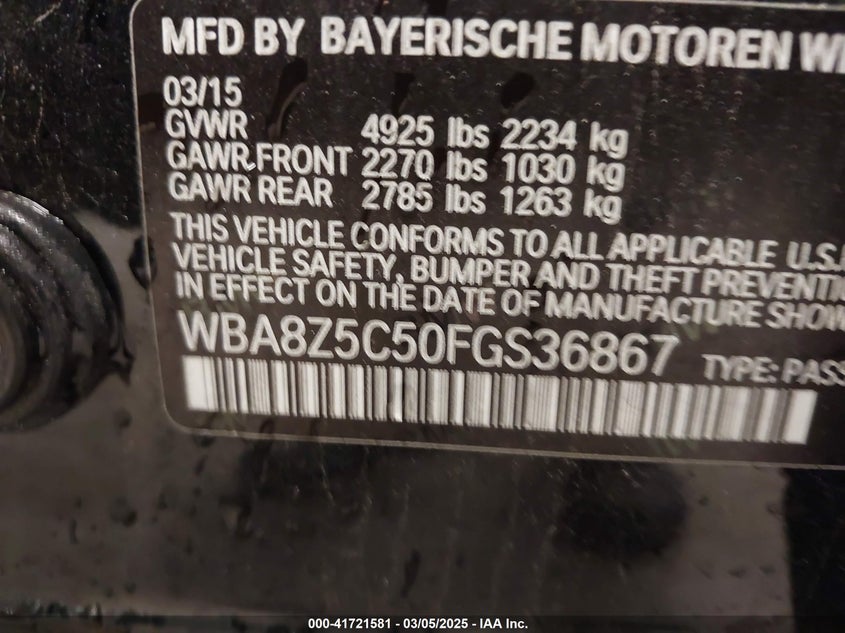 MFD BY BAYERISCHE MOTOREN
03/15
GVWR 4925 lbs 2234 kg
GAWR FRONT 2270 lbs 1030 kg
GAWR REAR 2785 lbs 1263 kg
THIS VEHICLE CONFORMS TO ALL APPLICABLE U.S.
VEHICLE SAFETY, BUMPER AND THEFT PREVENTI
IN EFFECT ON THE DATE OF MANUFACTURE SHOW
WBA8Z5C50FGS36867 TYPE: PASS
000-41721581 - 03/05/2025 - IAA Inc.